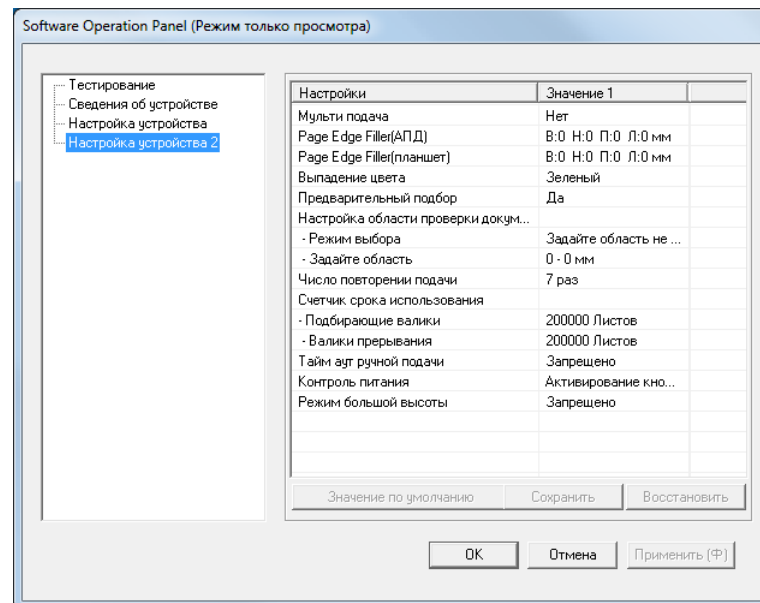 Software Operation Panel (Режим только просмотра)
Тестирование
Сведения об устройстве
Настройка устройства
Настройка устройства 2
Настройки Значение 1
Мульти подача Нет
Page Edge Filler(АПД) В:0 Н:0 П:0 Л:0 мм
Page Edge Filler(планшет) В:0 Н:0 П:0 Л:0 мм
Выпадение цвета Зеленый
Предварительный подбор Да
Настройка области проверки докум...
- Режим выбора Задайте область не ...
- Задайте область 0 - 0 мм
Число повторении подачи 7 раз
Счетчик срока использования
- Подбирающие валики 200000 Листов
- Валики прерывания 200000 Листов
Тайм аут ручной подачи Запрещено
Контроль питания Активирование кно...
Режим большой высоты Запрещено
Значение по умолчанию Сохранить Восстановить
OK Отмена Применить (Ф)